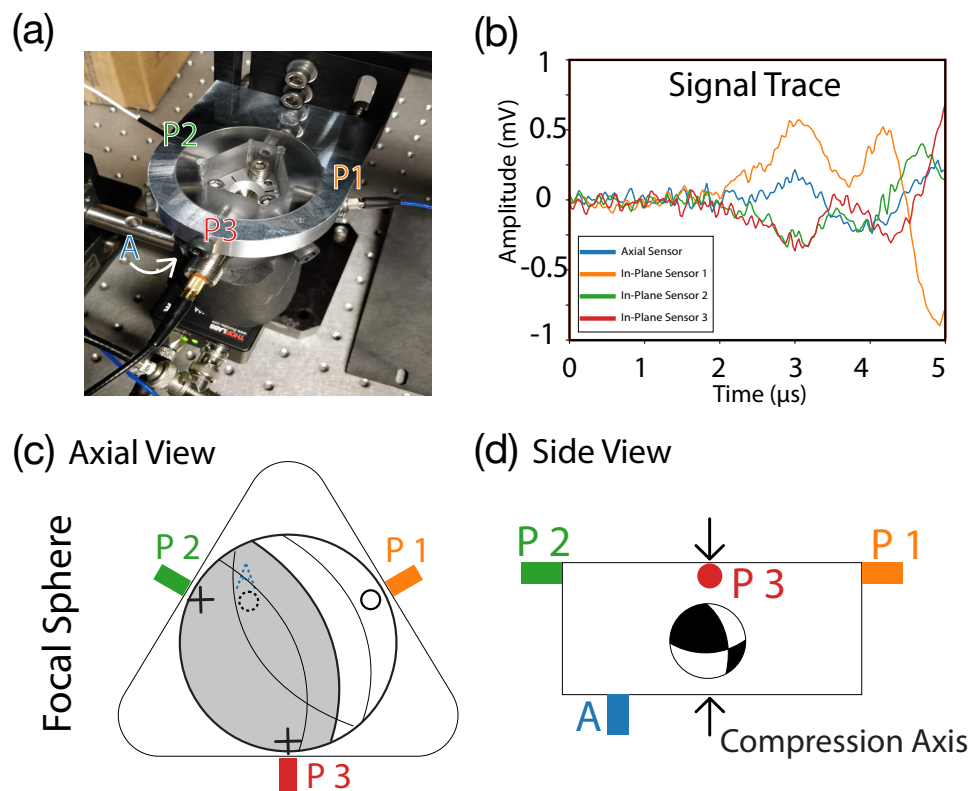 (a)
P2
P1
P3
A
THORLABS
(b)
Signal Trace
Amplitude (mV)
1
0.5
0
-0.5
-1
Axial Sensor
In-Plane Sensor 1
In-Plane Sensor 2
In-Plane Sensor 3
0 1 2 3 4 5
Time (μs)
(c) Axial View
Focal Sphere
P 2
P 1
A
P 3
(d) Side View
P 2
P 1
P 3
A
Compression Axis